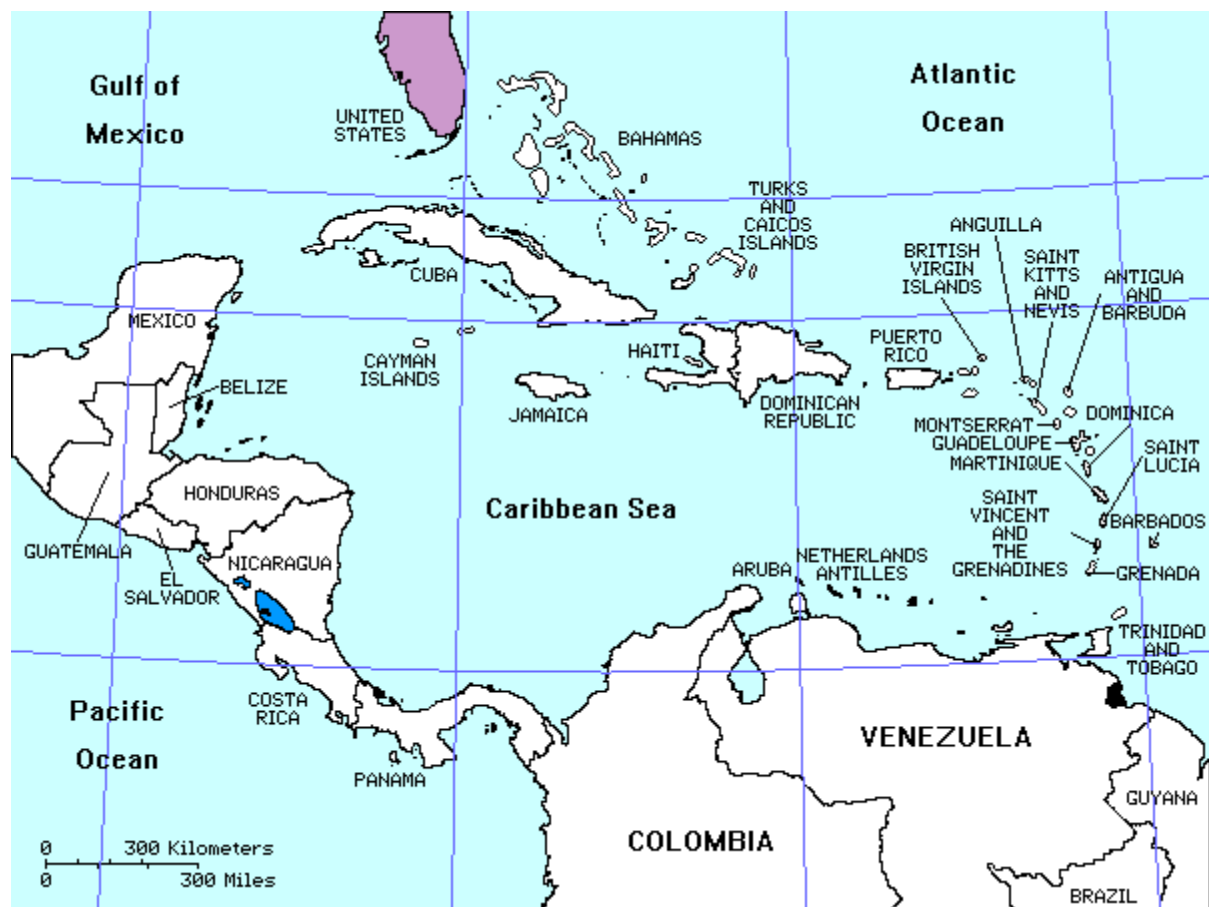 Gulf of
Mexico
Atlantic
Ocean
UNITED
STATES
BAHAMAS
TURKS
AND
CAICOS
ISLANDS
ANGUILLA
BRITISH
VIRGIN
ISLANDS
SAINT
KITTS
AND
NEVIS
ANTIGUA
AND
BARBUDA
CUBA
MEXICO
CAYMAN
ISLANDS
HAITI
PUERTO
RICO
BELIZE
JAMAICA
DOMINICAN
REPUBLIC
MONTSERRAT
DOMINICA
GUADELOUPE
MARTINIQUE
SAINT
LUCIA
HONDURAS
Caribbean Sea
SAINT
VINCENT
AND
THE
GRENADINES
BARBADOS
GUATEMALA
NICARAGUA
EL
SALVADOR
ARUBA
NETHERLANDS
ANTILLES
GRENADA
TRINIDAD
AND
TOBAGO
COSTA
RICA
Pacific
Ocean
PANAMA
VENEZUELA
GUYANA
COLOMBIA
BRAZIL
0 300 Kilometers
0 300 Miles